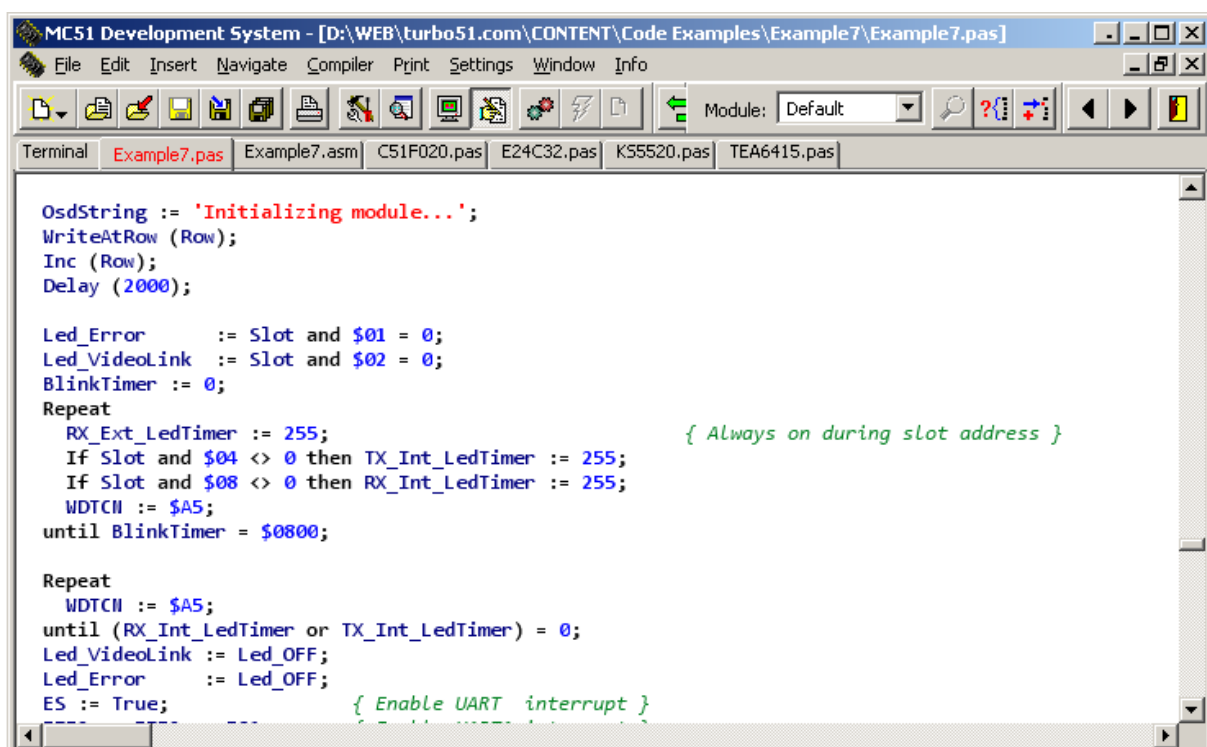 MC51 Development System - [D:\WEB\turbo51.com\CONTENT\Code Examples\Example7\Example7.pas]
File Edit Insert Navigate Compiler Print Settings Window Info
Module: Default
Terminal Example7.pas Example7.asm C51F020.pas E24C32.pas KS5520.pas TEA6415.pas
OsdString := 'Initializing module...';
WriteAtRow (Row);
Inc (Row);
Delay (2000);
Led_Error := Slot and $01 = 0;
Led_VideoLink := Slot and $02 = 0;
BlinkTimer := 0;
Repeat
RX_Ext_LedTimer := 255; { Always on during slot address }
If Slot and $04 <> 0 then TX_Int_LedTimer := 255;
If Slot and $08 <> 0 then RX_Int_LedTimer := 255;
WDTCN := $A5;
until BlinkTimer = $0800;
Repeat
WDTCN := $A5;
until (RX_Int_LedTimer or TX_Int_LedTimer) = 0;
Led_VideoLink := Led_OFF;
Led_Error := Led_OFF;
ES := True; { Enable UART interrupt }